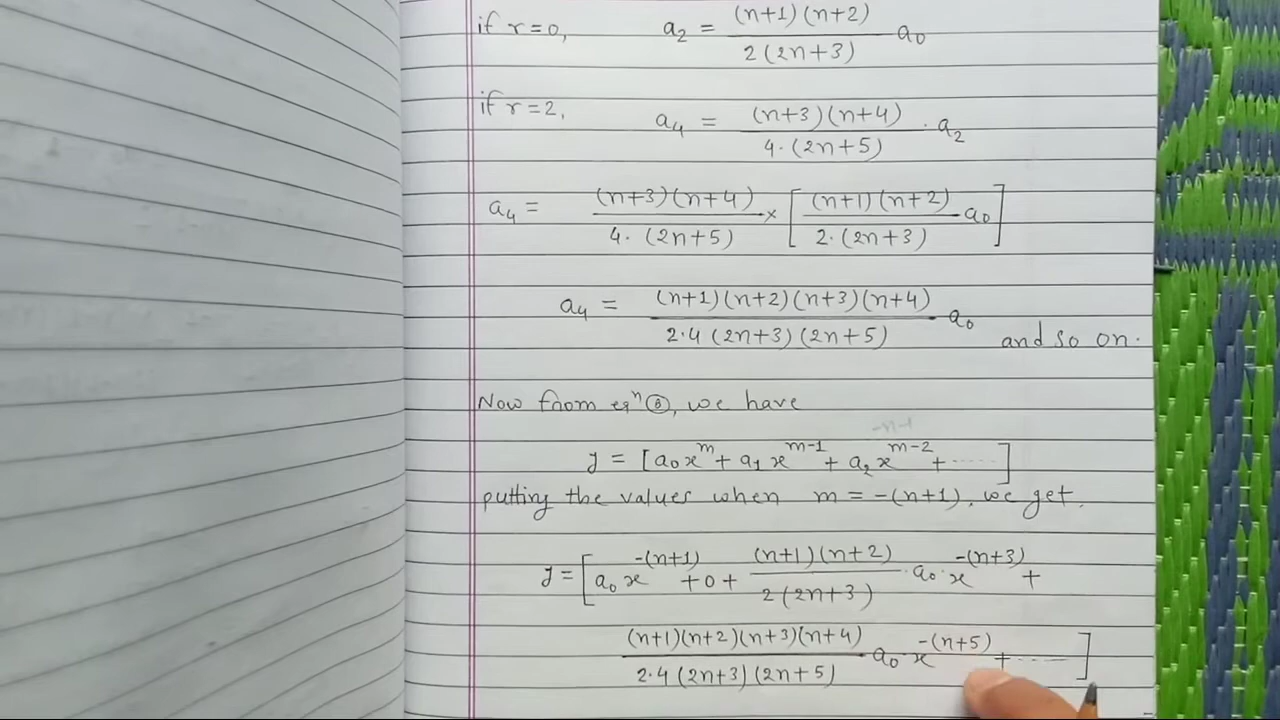 if r=0, a₂ = (n+1)(n+2) / 2(2n+3) a₀
if r=2, a₄ = (n+3)(n+4) / 4·(2n+5) · a₂
a₄ = (n+3)(n+4) / 4·(2n+5) × [ (n+1)(n+2) / 2·(2n+3) a₀ ]
a₄ = (n+1)(n+2)(n+3)(n+4) / 2·4(2n+3)(2n+5) a₀ and so on.
Now from eqⁿ ⑧, we have
y = [a₀x^m + a₁x^{m-1} + a₂x^{m-2} + ......]
putting the values when m = -(n+1), we get.
y = [ a₀x^{-(n+1)} + 0 + (n+1)(n+2) / 2(2n+3) · a₀·x^{-(n+3)} +
(n+1)(n+2)(n+3)(n+4) / 2·4(2n+3)(2n+5) a₀·x^{-(n+5)} + ...... ]